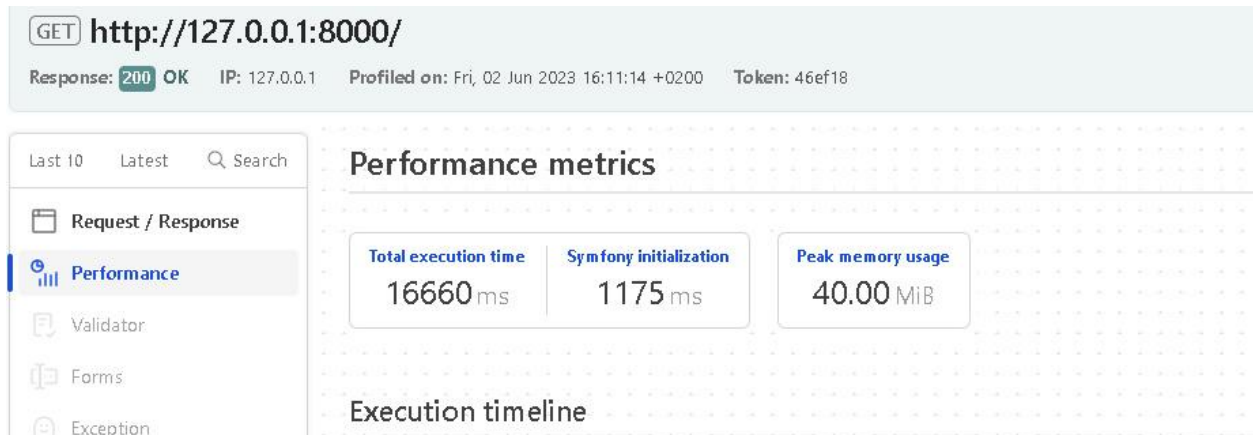 GET http://127.0.0.1:8000/
Response: 200 OK IP: 127.0.0.1 Profiled on: Fri, 02 Jun 2023 16:11:14 +0200 Token: 46ef18
Last 10 Latest Search
Request / Response
Performance
Validator
Forms
Exception
Performance metrics
Total execution time Symfony initialization Peak memory usage
16660 ms 1175 ms 40.00 MiB
Execution timeline